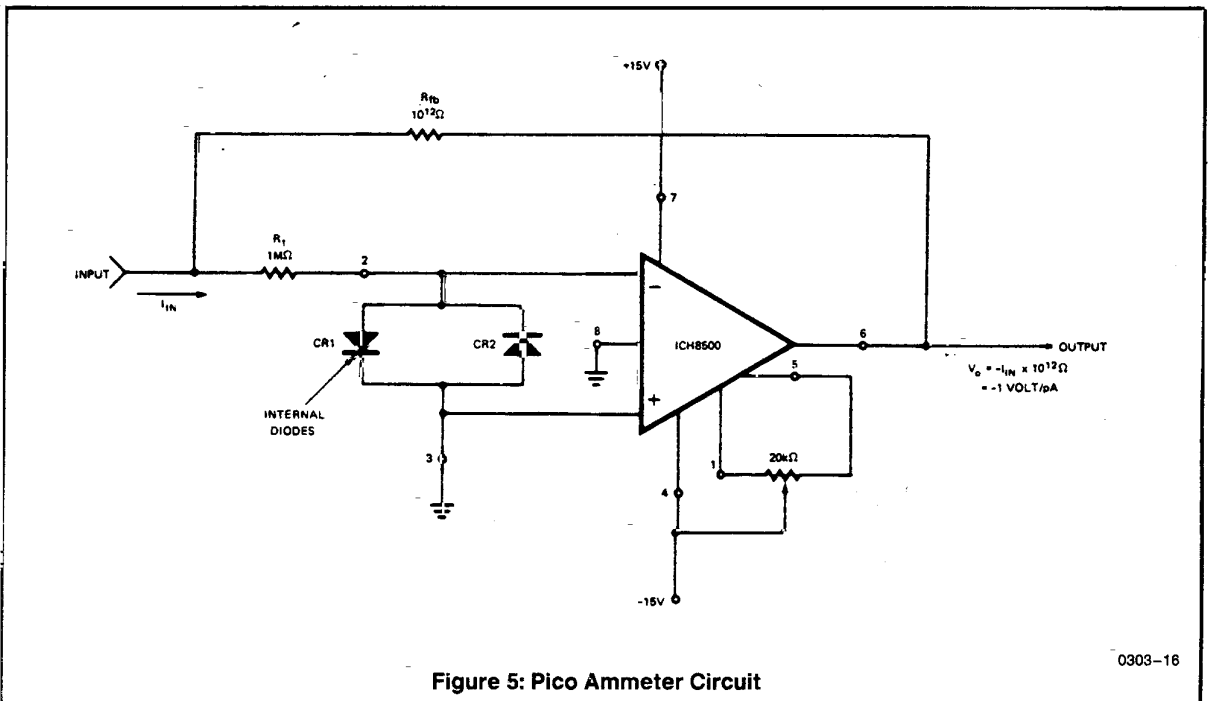 +15V
Rfb
10¹²Ω
7
R1
1MΩ
2
INPUT
IIN
−
8
CR1
CR2
ICH8500
6
OUTPUT
5
Vo = -IIN x 10¹²Ω
= -1 VOLT/pA
+
INTERNAL
DIODES
3
20kΩ
1
4
-15V
0303-16
Figure 5: Pico Ammeter Circuit